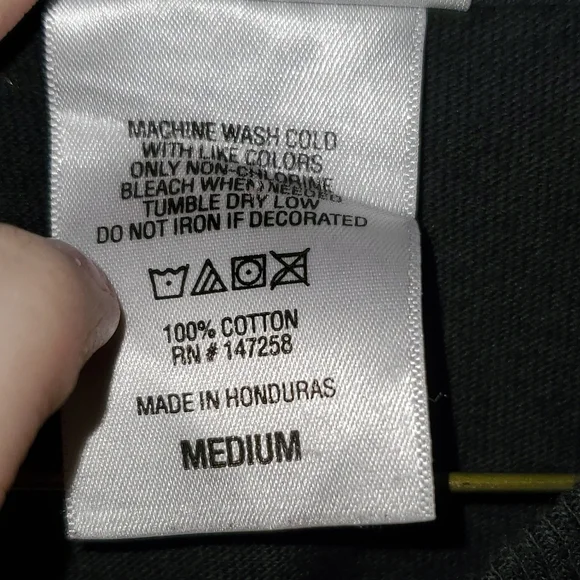 MACHINE WASH COLD
WITH LIKE COLORS
ONLY NON-CHLORINE
BLEACH WHEN NEEDED
TUMBLE DRY LOW
DO NOT IRON IF DECORATED
100% COTTON
RN # 147258
MADE IN HONDURAS
MEDIUM